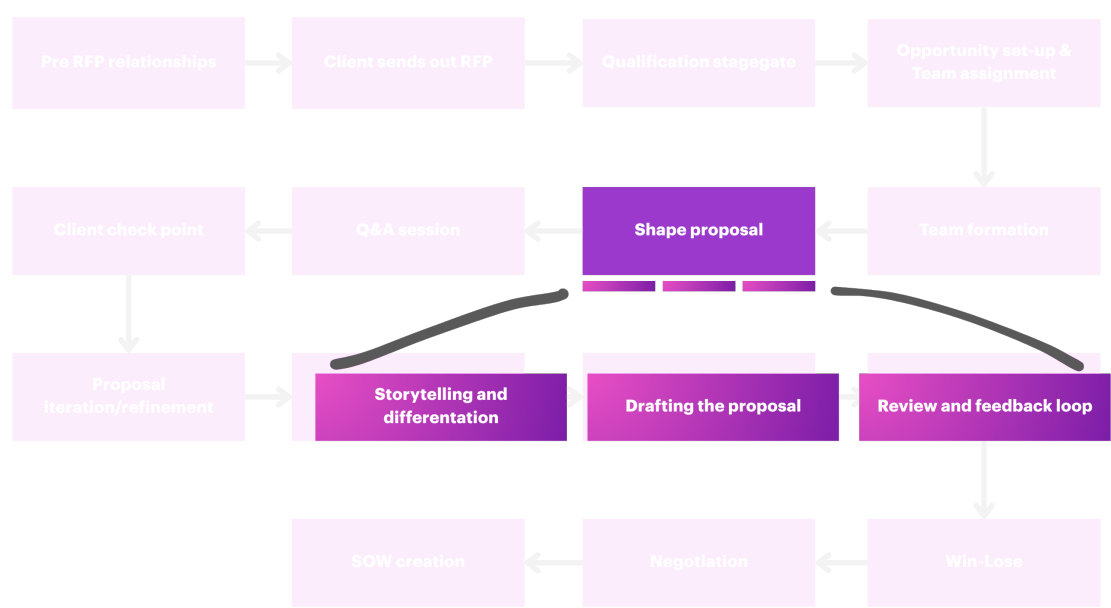 Pre RFP relationships
Client sends out RFP
Qualification stagegate
Opportunity set-up &
Team assignment
Client check point
Q&A session
Shape proposal
Team formation
Proposal
iteration/refinement
Storytelling and
differentation
Drafting the proposal
Review and feedback loop
SOW creation
Negotiation
Win-Lose